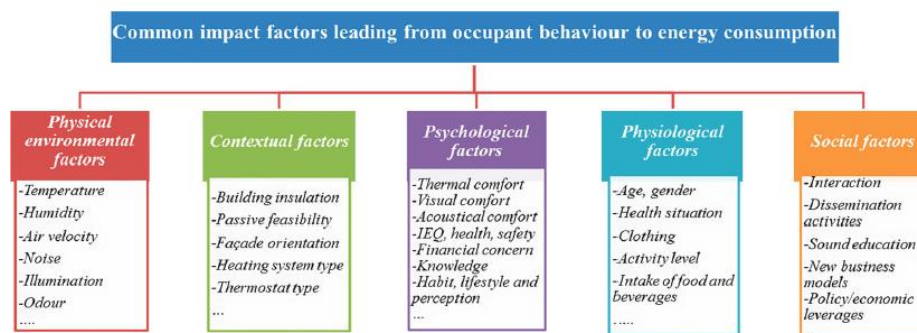 Common impact factors leading from occupant behaviour to energy consumption
Physical
environmental
factors
-Temperature
-Humidity
-Air velocity
-Noise
-Illumination
-Odour
....
Contextual factors
-Building insulation
-Passive feasibility
-Façade orientation
-Heating system type
-Thermostat type
...
Psychological
factors
-Thermal comfort
-Visual comfort
-Acoustical comfort
-IEQ, health, safety
-Financial concern
-Knowledge
-Habit, lifestyle and
perception
...
Physiological
factors
-Age, gender
-Health situation
-Clothing
-Activity level
-Intake of food and
beverages
.....
Social factors
-Interaction
-Dissemination
activities
-Sound education
-New business
models
-Policy/economic
leverages